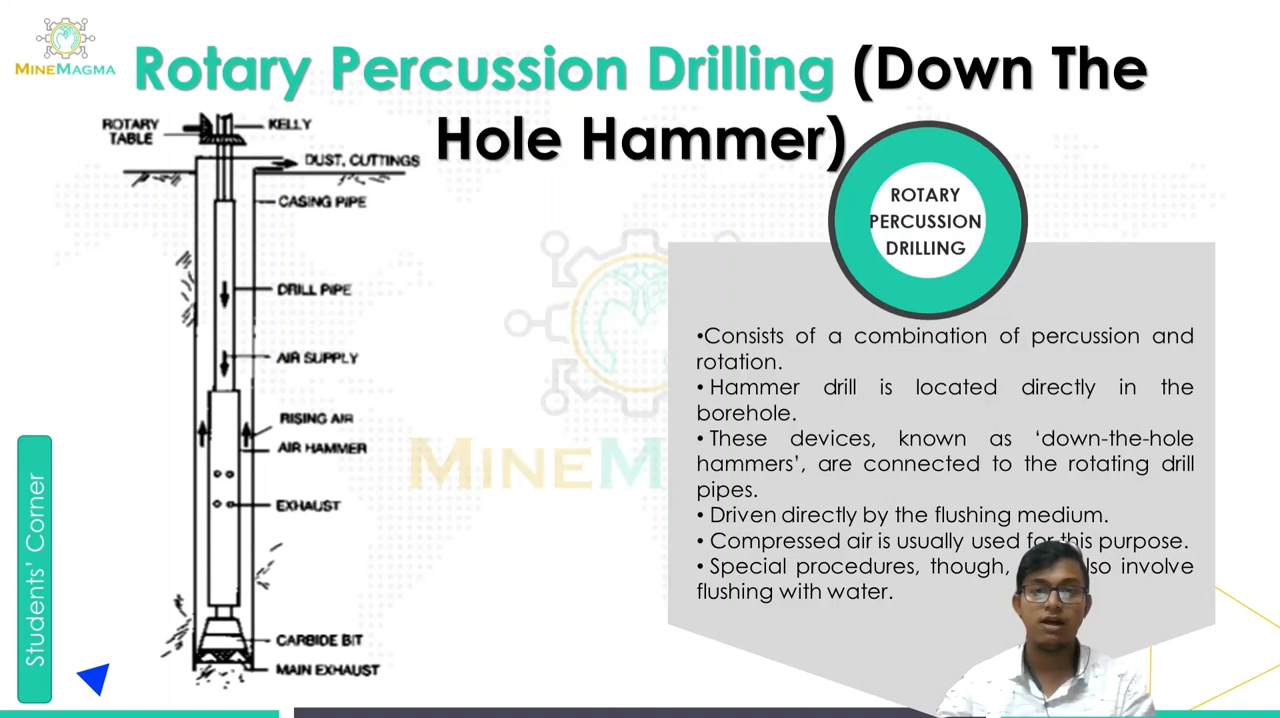 MINEMAGMA
Rotary Percussion Drilling (Down The
Hole Hammer)
ROTARY
TABLE
KELLY
DUST, CUTTINGS
CASING PIPE
DRILL PIPE
AIR SUPPLY
RISING AIR
AIR HAMMER
EXHAUST
CARBIDE BIT
MAIN EXHAUST
ROTARY
PERCUSSION
DRILLING
•Consists of a combination of percussion and
rotation.
• Hammer drill is located directly in the
borehole.
• These devices, known as ‘down-the-hole
hammers’, are connected to the rotating drill
pipes.
• Driven directly by the flushing medium.
• Compressed air is usually used for this purpose.
• Special procedures, though, involve
flushing with water.
Students' Corner